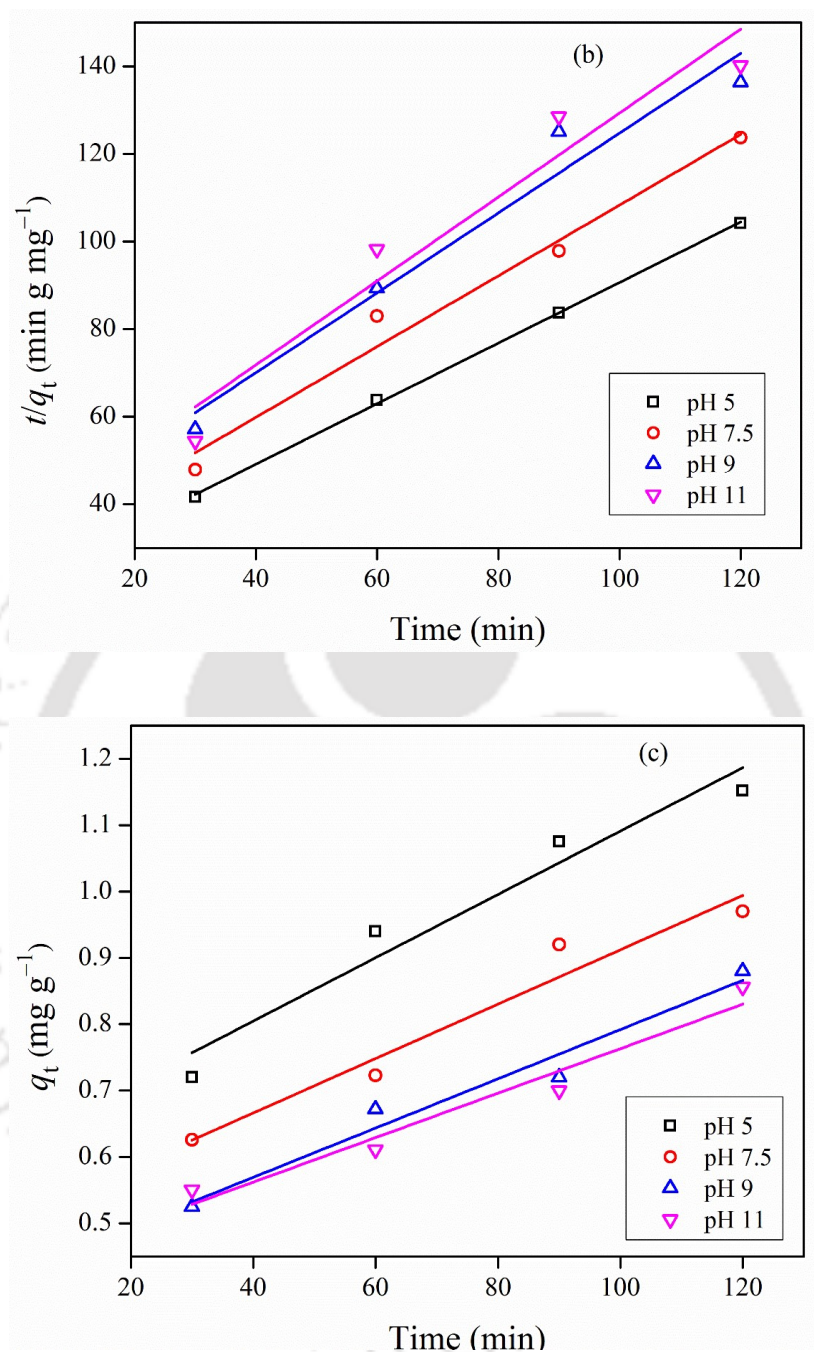 (b)
140
120
100
80
60
40
t/qt (min g mg⁻¹)
pH 5
pH 7.5
pH 9
pH 11
20 40 60 80 100 120
Time (min)
(c)
1.2
1.1
1.0
0.9
0.8
0.7
0.6
0.5
qt (mg g⁻¹)
pH 5
pH 7.5
pH 9
pH 11
20 40 60 80 100 120
Time (min)